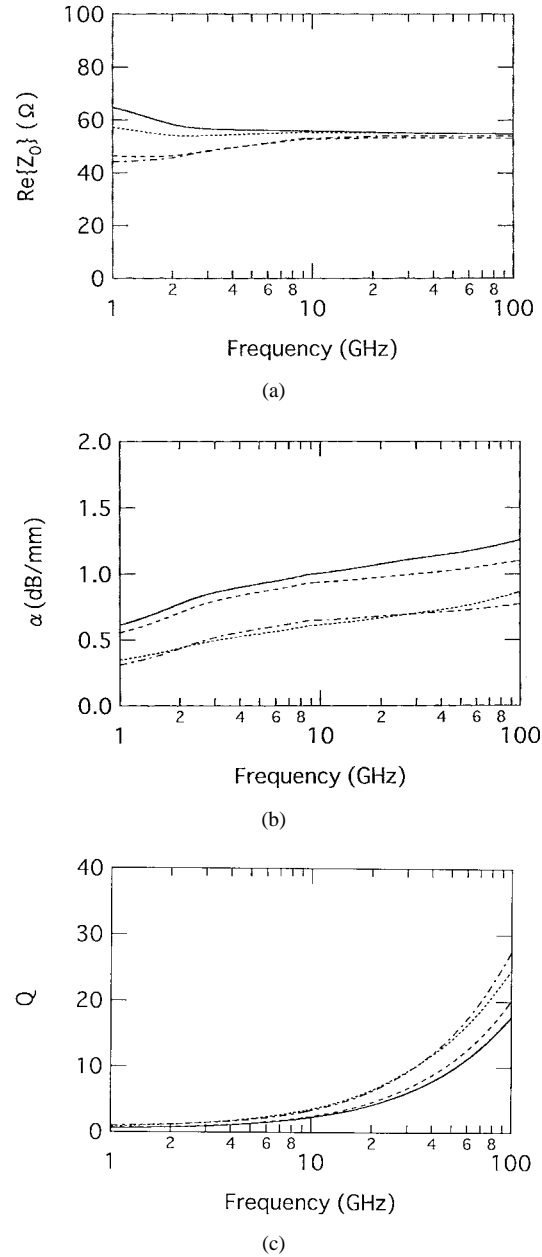 100
80
60
40
20
0
Re{Z₀} (Ω)
1 2 4 6 8 10 2 4 6 8 100
Frequency (GHz)
(a)
2.0
1.5
1.0
0.5
0.0
α (dB/mm)
1 2 4 6 8 10 2 4 6 8 100
Frequency (GHz)
(b)
40
30
20
10
0
Q
1 2 4 6 8 10 2 4 6 8 100
Frequency (GHz)
(c)